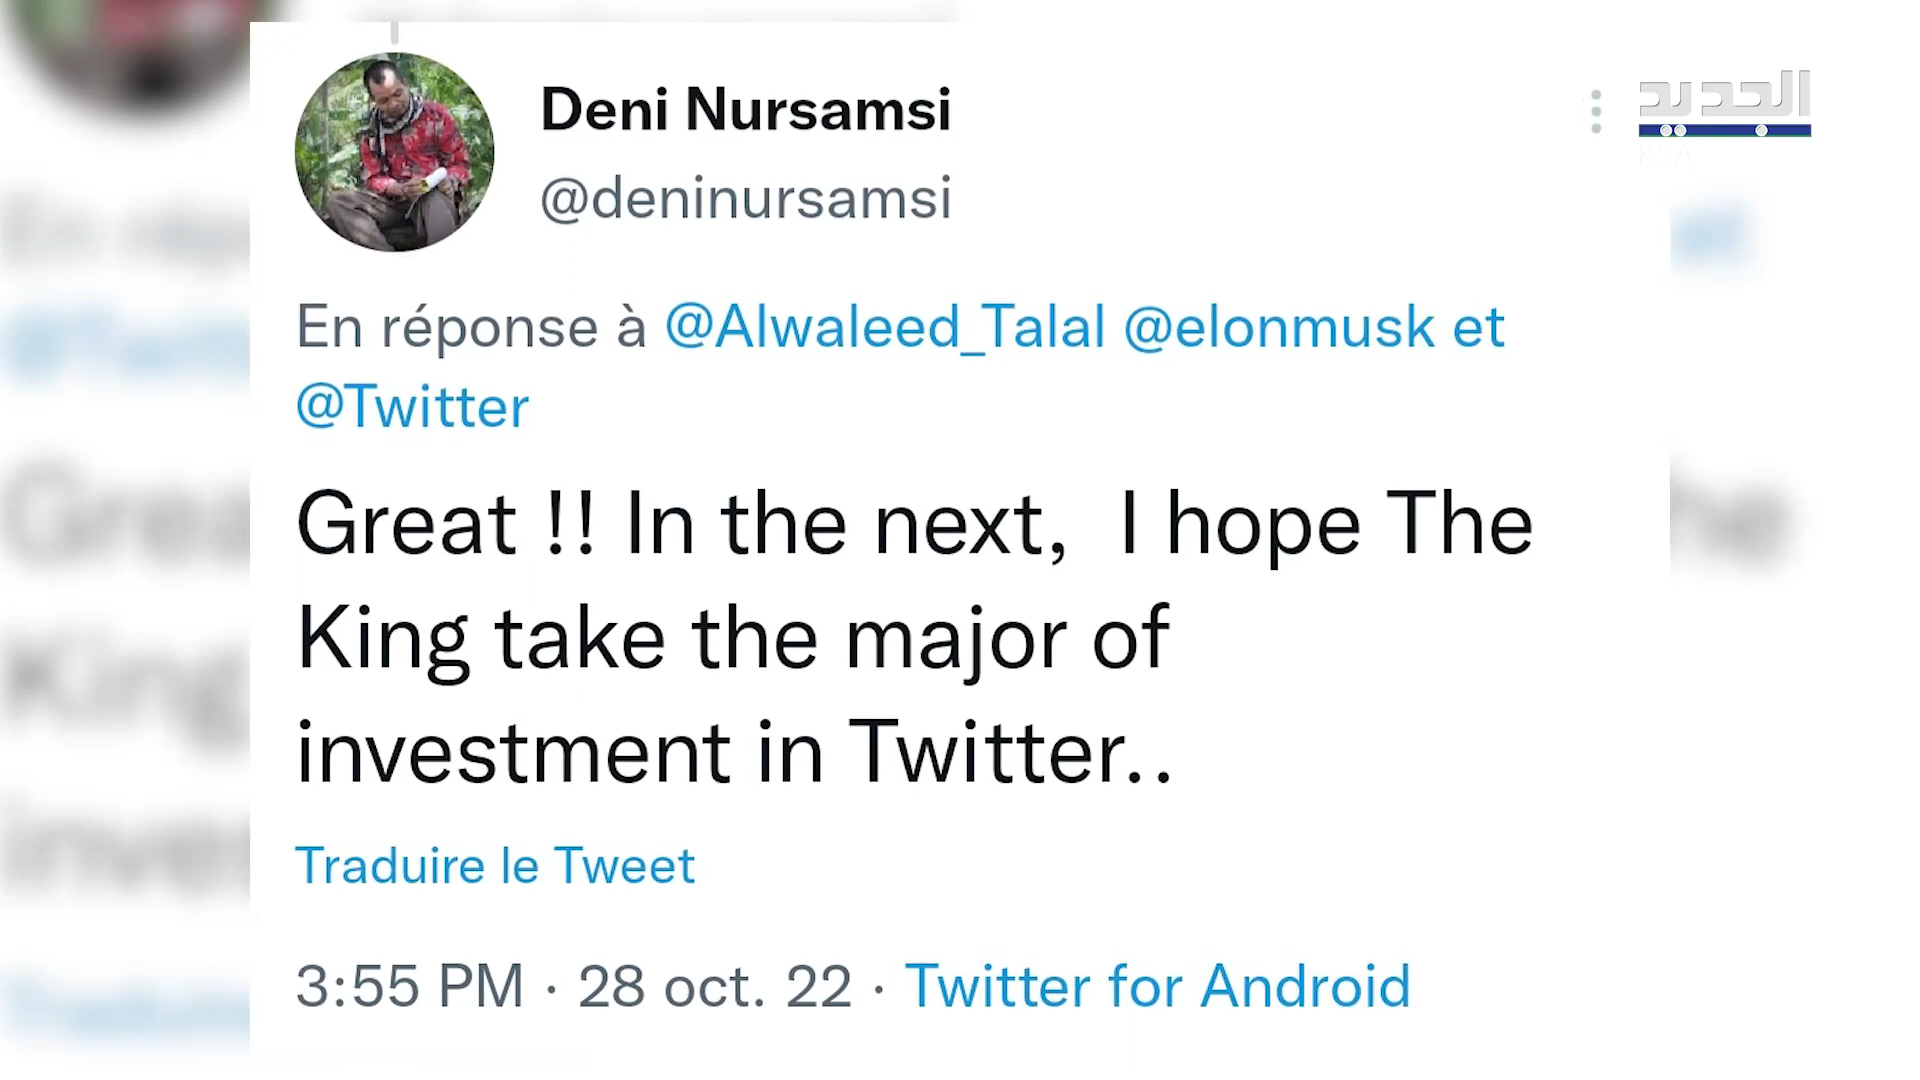 الجديد
Deni Nursamsi
@deninursamsi
En réponse à @Alwaleed_Talal @elonmusk et
@Twitter
Great !! In the next,  I hope The
King take the major of
investment in Twitter..
Traduire le Tweet
3:55 PM · 28 oct. 22 · Twitter for Android